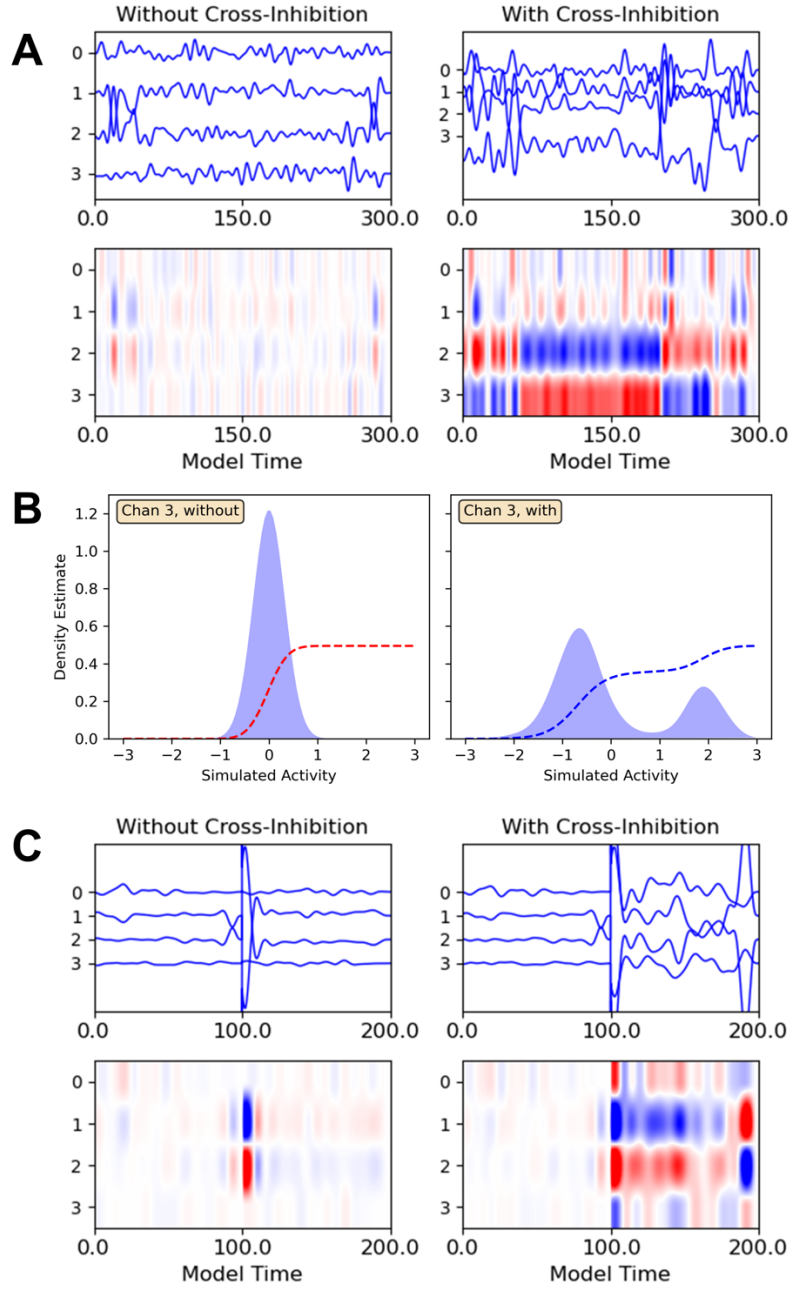 A
Without Cross-Inhibition
With Cross-Inhibition
0
1
2
3
0.0 150.0 300.0
0
1
2
3
0.0 150.0 300.0
0
1
2
3
0.0 150.0 300.0
Model Time
0
1
2
3
0.0 150.0 300.0
Model Time
B
Density Estimate
1.2
1.0
0.8
0.6
0.4
0.2
0.0
Chan 3, without
−3 −2 −1 0 1 2 3
Simulated Activity
Chan 3, with
−3 −2 −1 0 1 2 3
Simulated Activity
C
Without Cross-Inhibition
With Cross-Inhibition
0
1
2
3
0.0 100.0 200.0
0
1
2
3
0.0 100.0 200.0
0
1
2
3
0.0 100.0 200.0
Model Time
0
1
2
3
0.0 100.0 200.0
Model Time